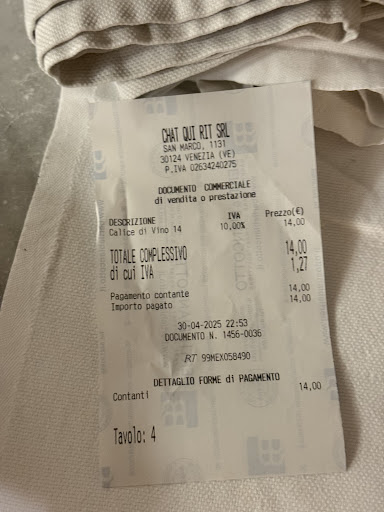 CHAT QUI RIT SRL
SAN MARCO, 1131
30124 VENEZIA (VE)
P.IVA 02634240275
DOCUMENTO COMMERCIALE
di vendita o prestazione
DESCRIZIONE IVA Prezzo(€)
Calice di Vino 14 10,00% 14,00
TOTALE COMPLESSIVO 14,00
di cui IVA 1,27
Pagamento contante 14,00
Importo pagato 14,00
30-04-2025 22:53
DOCUMENTO N. 1456-0036
RT 99MEX058490
DETTAGLIO FORME di PAGAMENTO
Contanti 14,00
Tavolo: 4